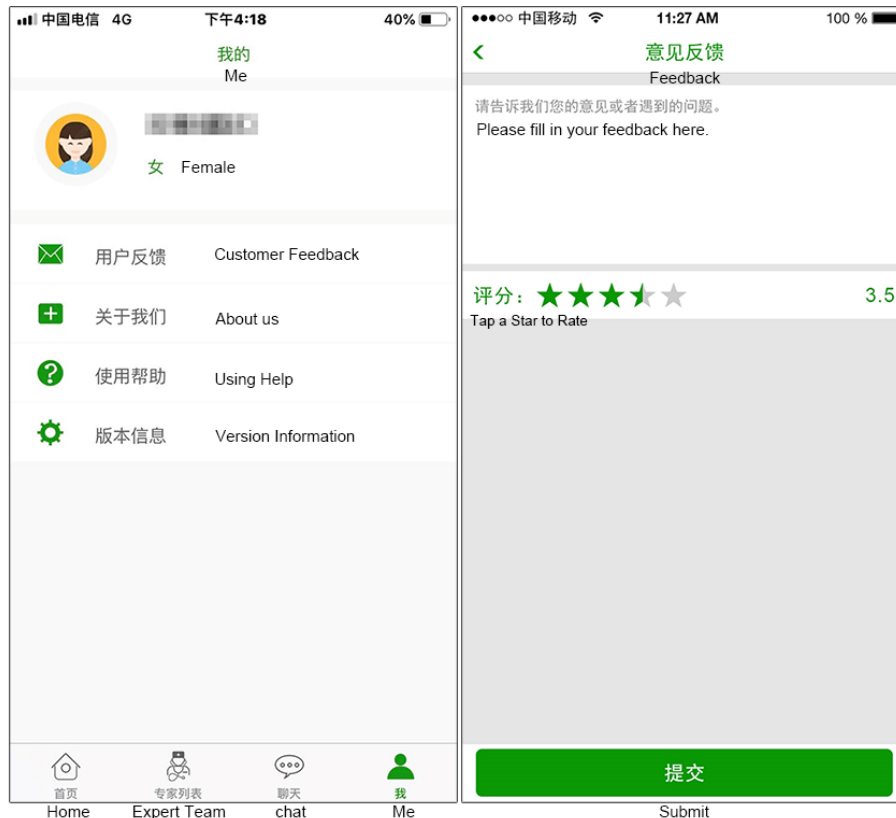 中国电信 4G 下午4:18 40%
我的
Me
女 Female
用户反馈 Customer Feedback
关于我们 About us
使用帮助 Using Help
版本信息 Version Information
首页 专家列表 聊天 我
Home Expert Team chat Me
中国移动 11:27 AM 100 %
意见反馈
Feedback
请告诉我们您的意见或者遇到的问题。
Please fill in your feedback here.
评分: 3.5
Tap a Star to Rate
提交
Submit